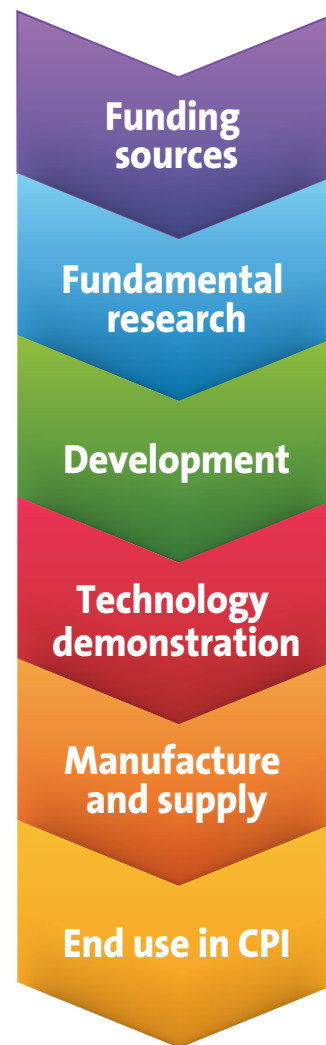 Funding
sources
Fundamental
research
Development
Technology
demonstration
Manufacture
and supply
End use in CPI